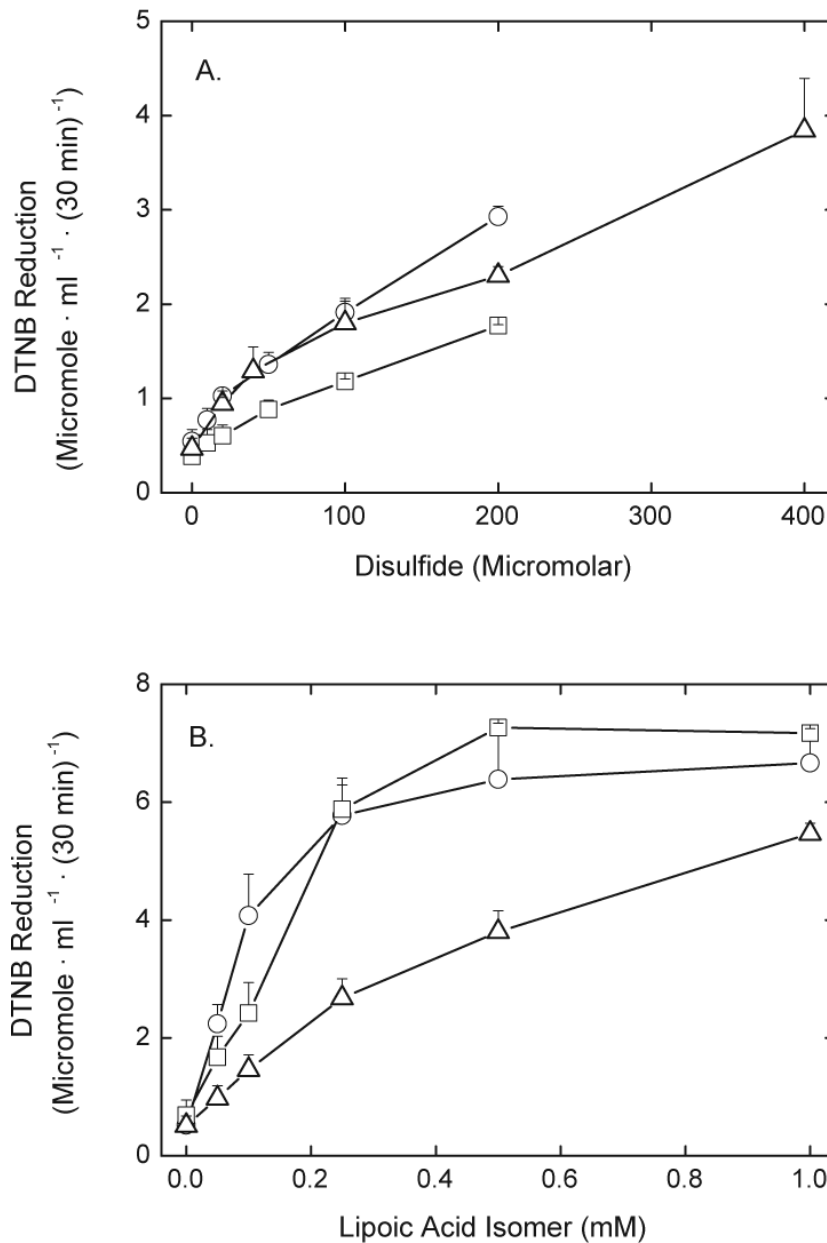 A.
DTNB Reduction
(Micromole · ml ⁻¹ · (30 min) ⁻¹
5
4
3
2
1
0
0 100 200 300 400
Disulfide (Micromolar)
B.
DTNB Reduction
(Micromole · ml ⁻¹ · (30 min) ⁻¹
8
6
4
2
0
0.0 0.2 0.4 0.6 0.8 1.0
Lipoic Acid Isomer (mM)